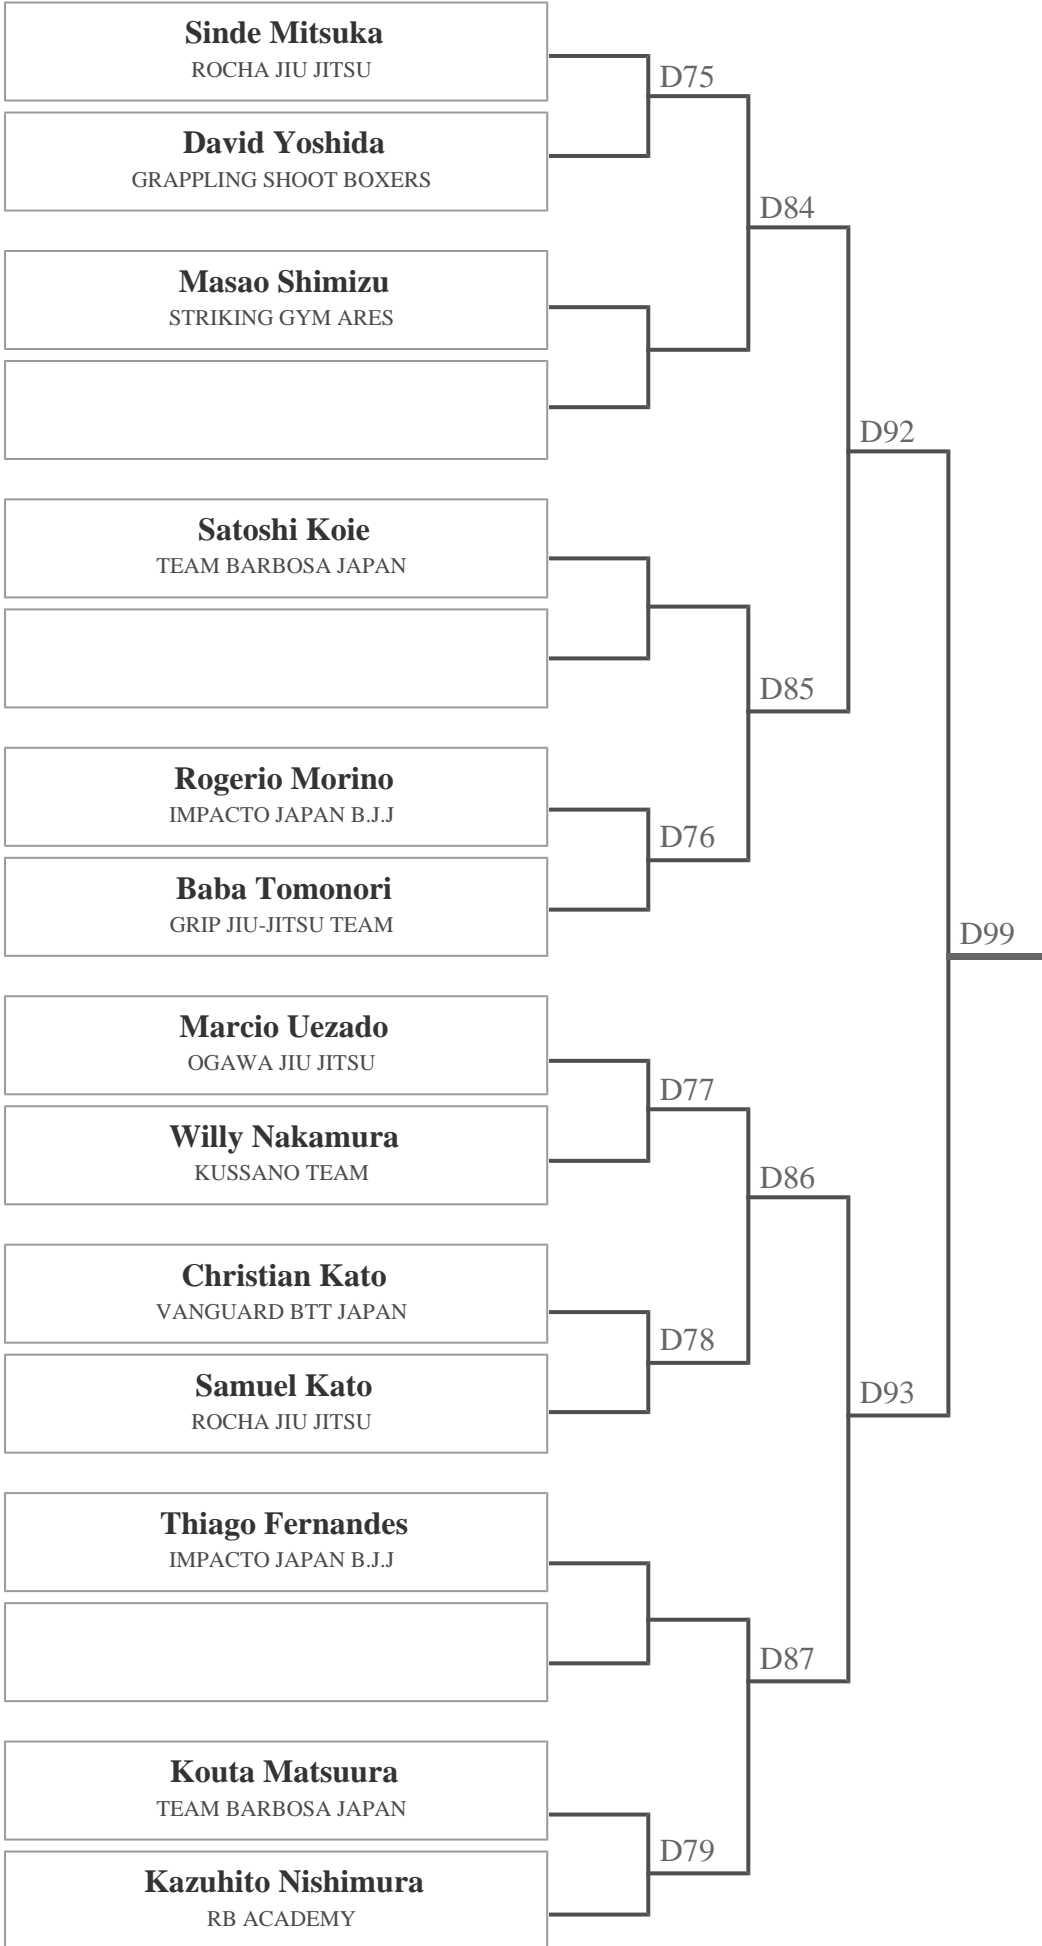 Sinde Mitsuka
ROCHA JIU JITSU
D75
David Yoshida
GRAPPLING SHOOT BOXERS
D84
Masao Shimizu
STRIKING GYM ARES
D92
Satoshi Koie
TEAM BARBOSA JAPAN
D85
Rogerio Morino
IMPACTO JAPAN B.J.J
D76
Baba Tomonori
GRIP JIU-JITSU TEAM
D99
Marcio Uezado
OGAWA JIU JITSU
D77
Willy Nakamura
KUSSANO TEAM
D86
Christian Kato
VANGUARD BTT JAPAN
D78
Samuel Kato
ROCHA JIU JITSU
D93
Thiago Fernandes
IMPACTO JAPAN B.J.J
D87
Kouta Matsuura
TEAM BARBOSA JAPAN
D79
Kazuhito Nishimura
RB ACADEMY